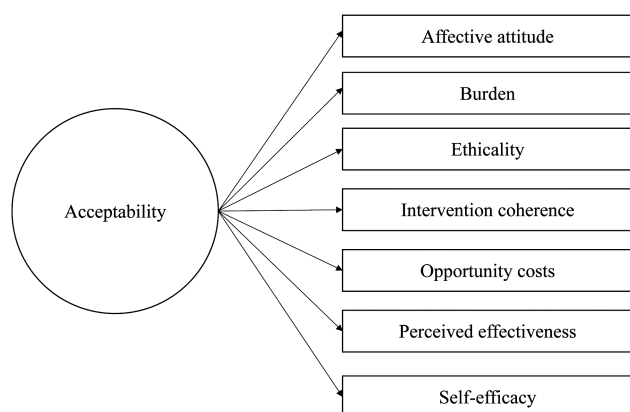 Affective attitude
Burden
Ethicality
Acceptability
Intervention coherence
Opportunity costs
Perceived effectiveness
Self-efficacy